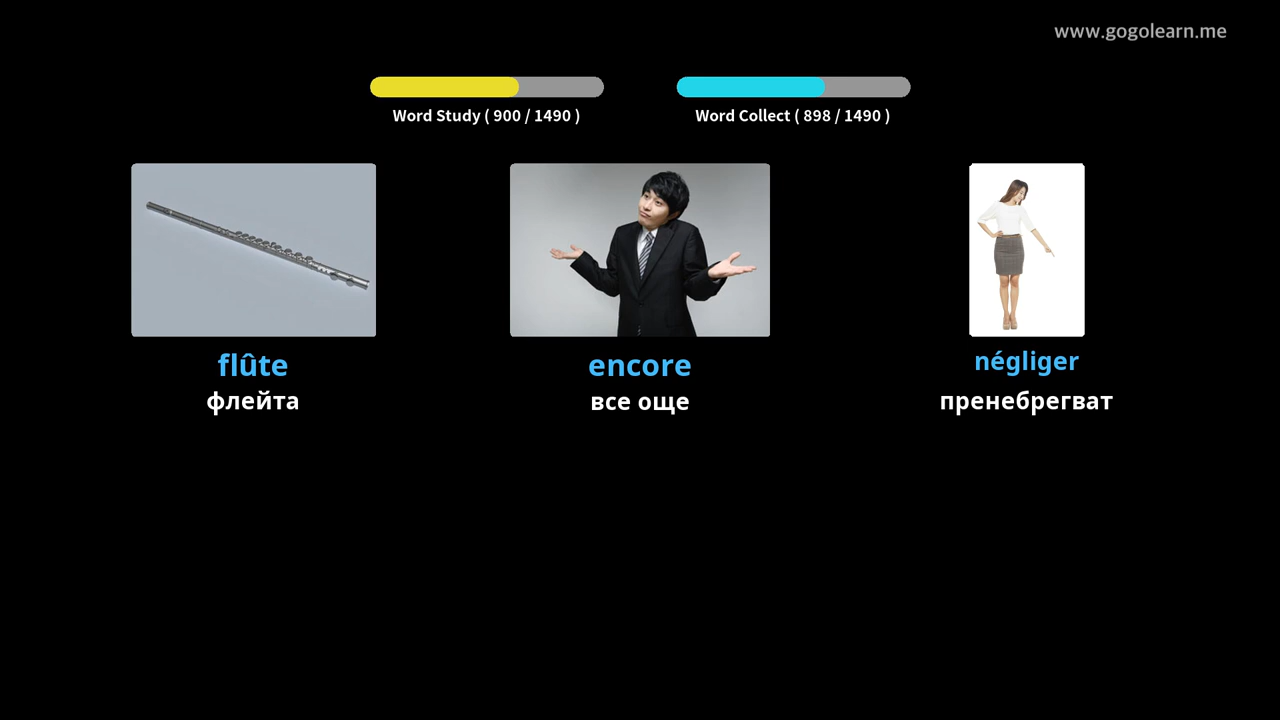 www.gogolearn.me
Word Study ( 900 / 1490 )
Word Collect ( 898 / 1490 )
flûte
encore
négliger
флейта
все още
пренебрегват